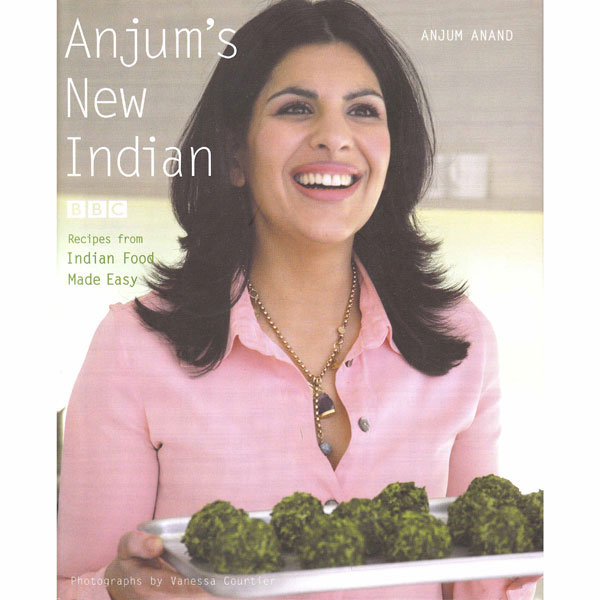 Anjum's
New
Indian
ANJUM ANAND
BBC
Recipes from
Indian Food
Made Easy
Photographs by Vanessa Courtier